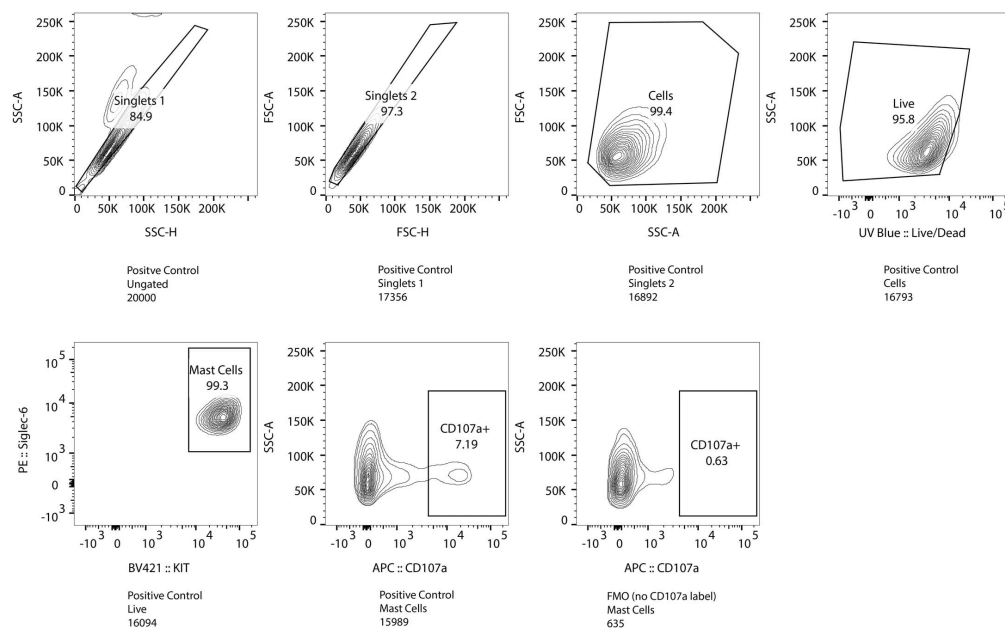 250K
200K
150K
100K
50K
0
SSC-A
Singlets 1
84.9
0 50K 100K 150K 200K
SSC-H
Positive Control
Ungated
20000
250K
200K
150K
100K
50K
0
FSC-A
Singlets 2
97.3
0 50K 100K 150K 200K
FSC-H
Positive Control
Singlets 1
17356
250K
200K
150K
100K
50K
0
FSC-A
Cells
99.4
0 50K 100K 150K 200K
SSC-A
Positive Control
Singlets 2
16892
250K
200K
150K
100K
50K
0
SSC-A
Live
95.8
-10 3 0 10 3 10 4 10 5
UV Blue :: Live/Dead
Positive Control
Cells
16793
10 5
10 4
10 3
0
-10 3
PE :: Siglec-6
Mast Cells
99.3
-10 3 0 10 3 10 4 10 5
BV421 :: KIT
Positive Control
Live
16094
250K
200K
150K
100K
50K
0
SSC-A
CD107a+
7.19
-10 3 0 10 3 10 4 10 5
APC :: CD107a
Positive Control
Mast Cells
15989
250K
200K
150K
100K
50K
0
SSC-A
CD107a+
0.63
-10 3 0 10 3 10 4 10 5
APC :: CD107a
FMO (no CD107a label)
Mast Cells
635